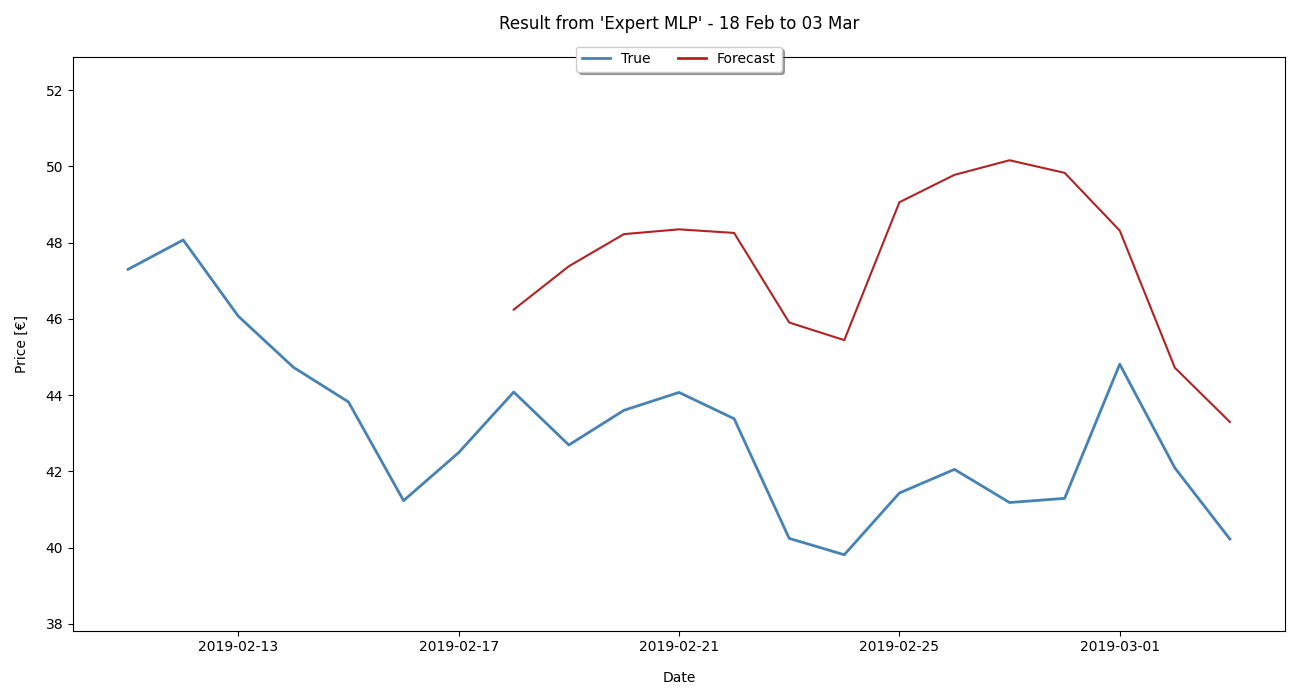 Result from 'Expert MLP' - 18 Feb to 03 Mar
True Forecast
52
50
48
46
44
42
40
38
Price [€]
2019-02-13 2019-02-17 2019-02-21 2019-02-25 2019-03-01
Date